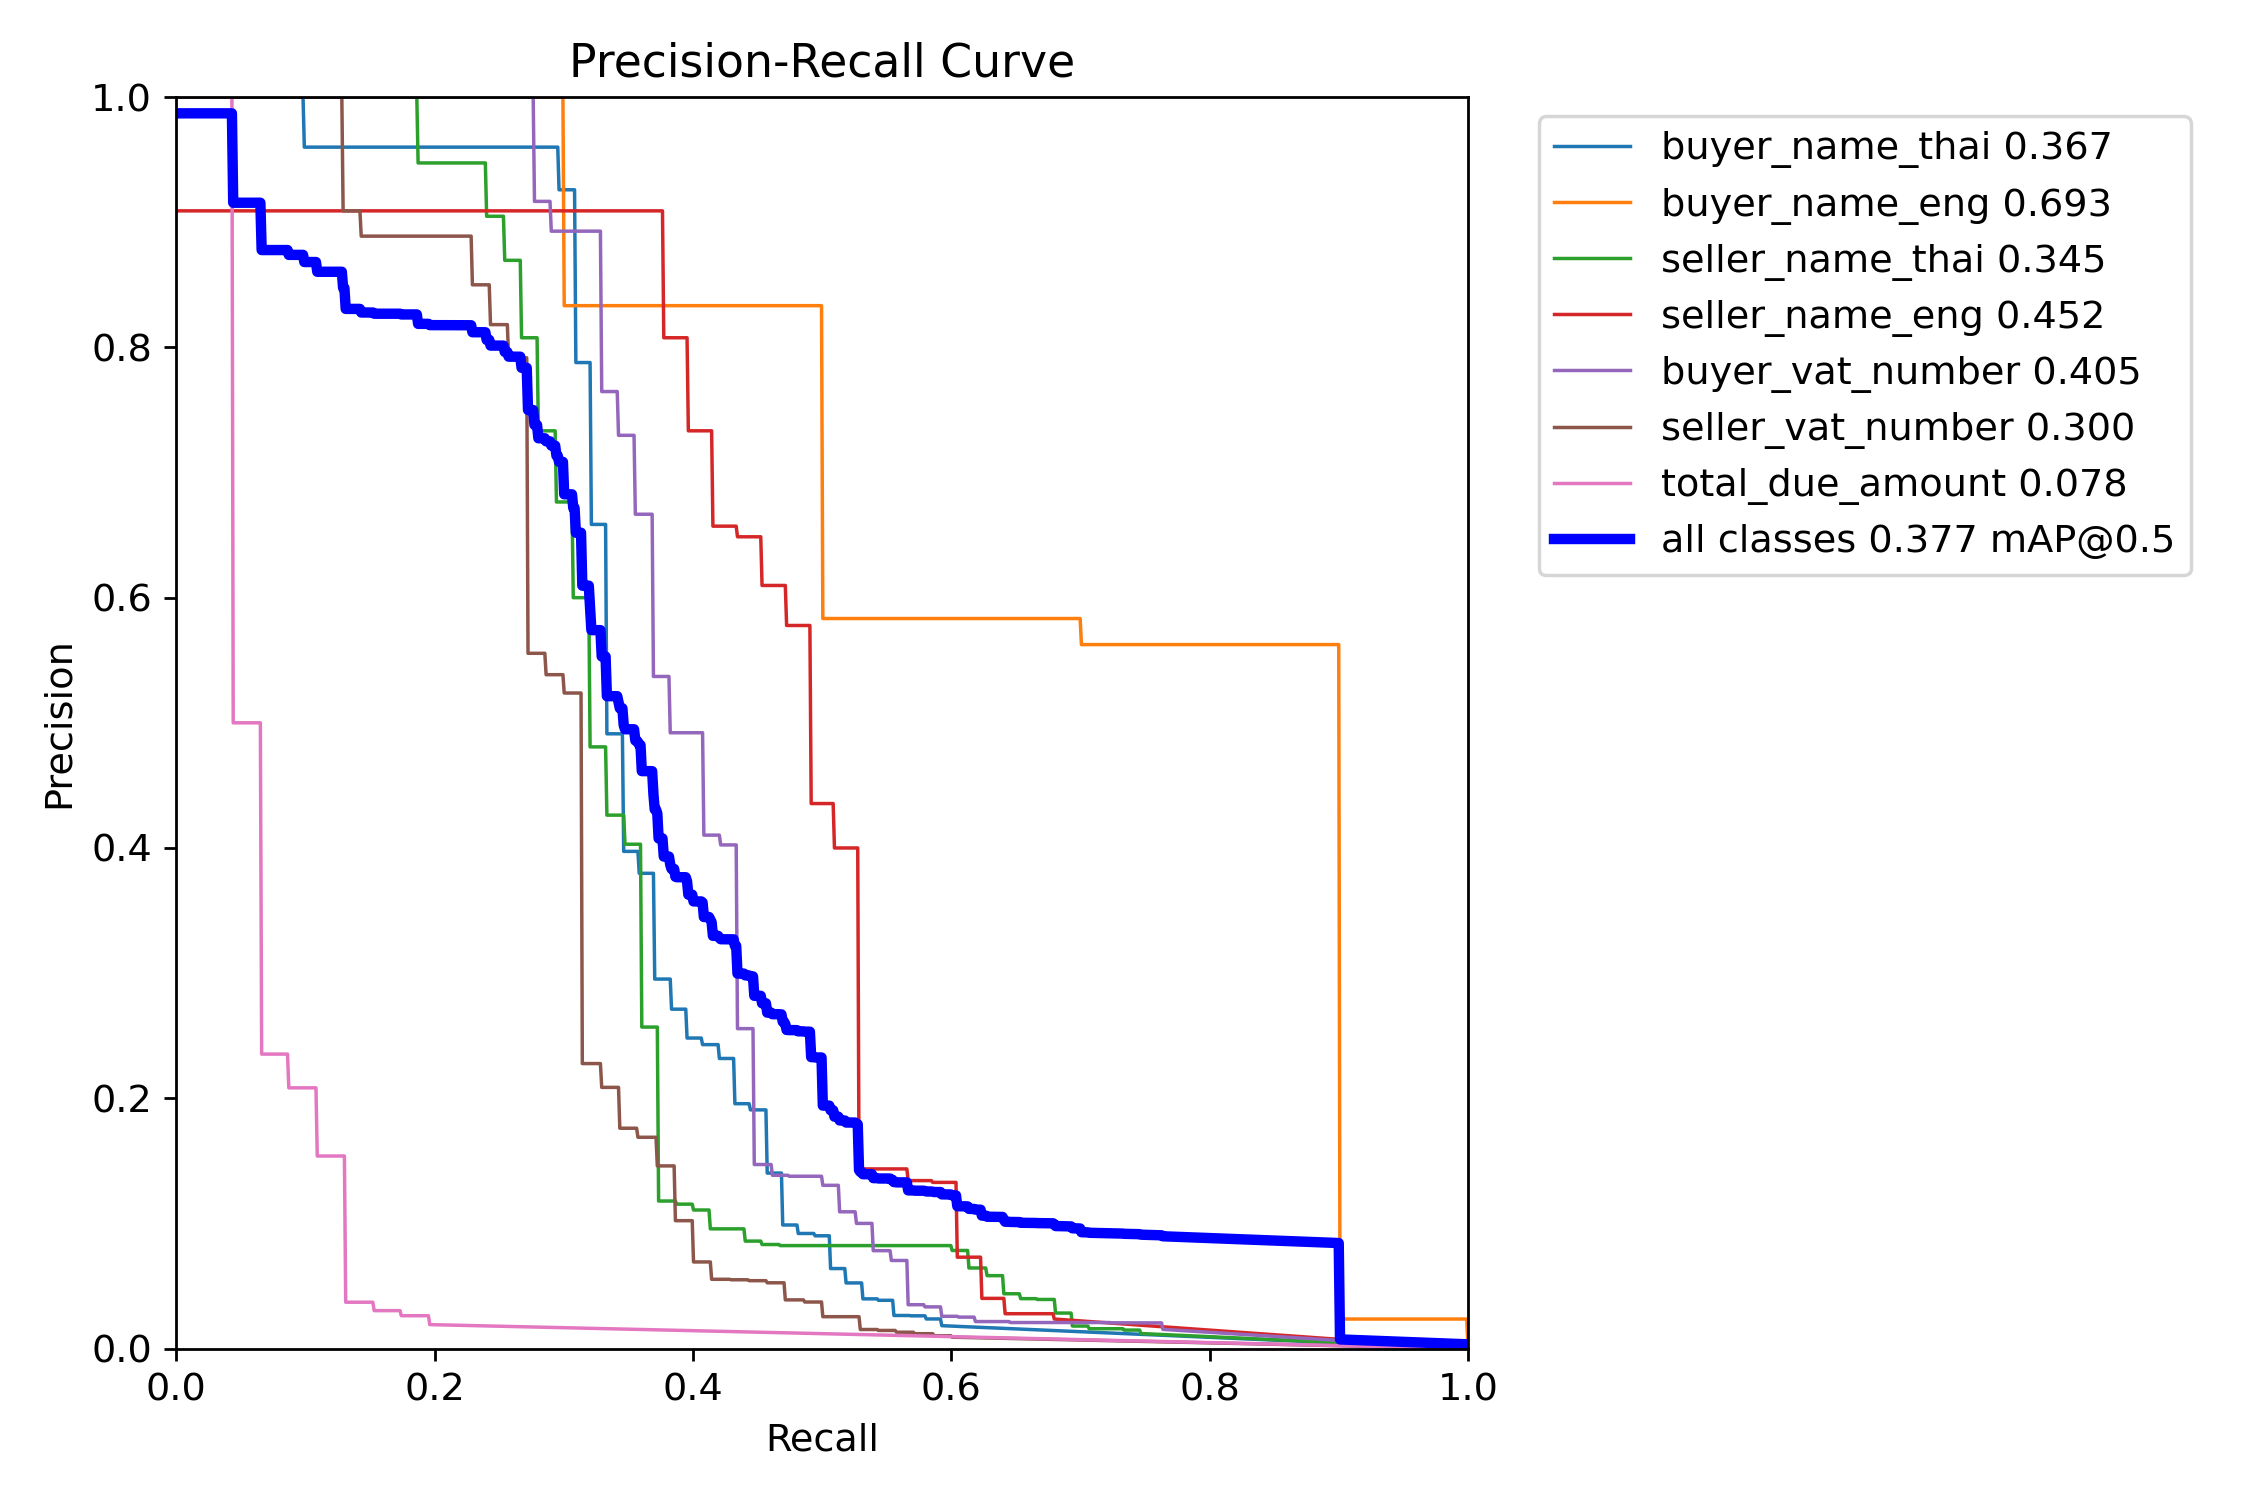 Precision-Recall Curve
1.0
0.8
0.6
0.4
0.2
0.0
Precision
0.0 0.2 0.4 0.6 0.8 1.0
Recall
buyer_name_thai 0.367
buyer_name_eng 0.693
seller_name_thai 0.345
seller_name_eng 0.452
buyer_vat_number 0.405
seller_vat_number 0.300
total_due_amount 0.078
all classes 0.377 mAP@0.5